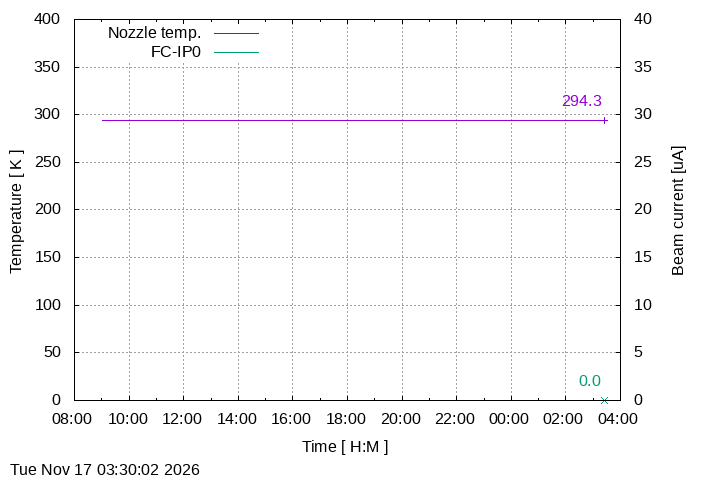 Nozzle temp.
FC-IP0
400
350
300
250
200
150
100
50
0
40
35
30
25
20
15
10
5
0
Temperature [ K ]
Beam current [uA]
294.3
0.0
08:00 10:00 12:00 14:00 16:00 18:00 20:00 22:00 00:00 02:00 04:00
Time [ H:M ]
Tue Nov 17 03:30:02 2026